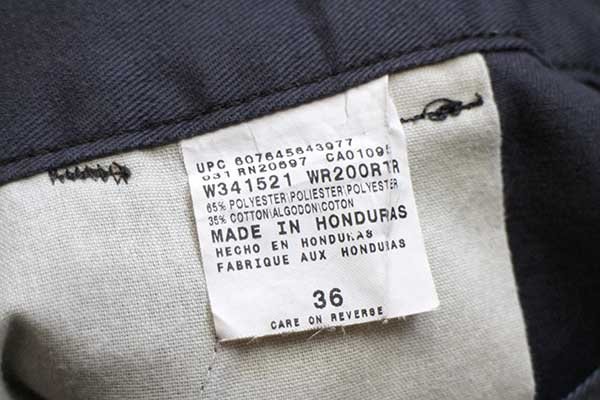 UPC 607645643977
031 RN20697 CA01095
W341521 WR200RTR
65% POLYESTER\POLIESTER\POLYESTER
35% COTTON\ALGODON\COTON
MADE IN HONDURAS
HECHO EN HONDURAS
FABRIQUE AUX HONDURAS
36
CARE ON REVERSE